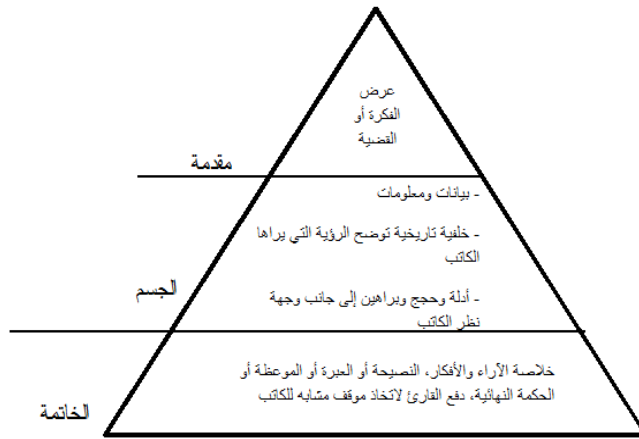 عرض
الفكرة أو
القضية
مقدمة
- بيانات ومعلومات
- خلفية تاريخية توضح الرؤية التي يراها
الكاتب
- أدلة وحجج وبراهين إلى جانب وجهة
نظر الكاتب
الجسم
خلاصة الآراء والأفكار، النصيحة أو العبرة أو الموعظة أو
الحكمة النهائية، دفع القارئ لاتخاذ موقف مشابه للكاتب
الخاتمة